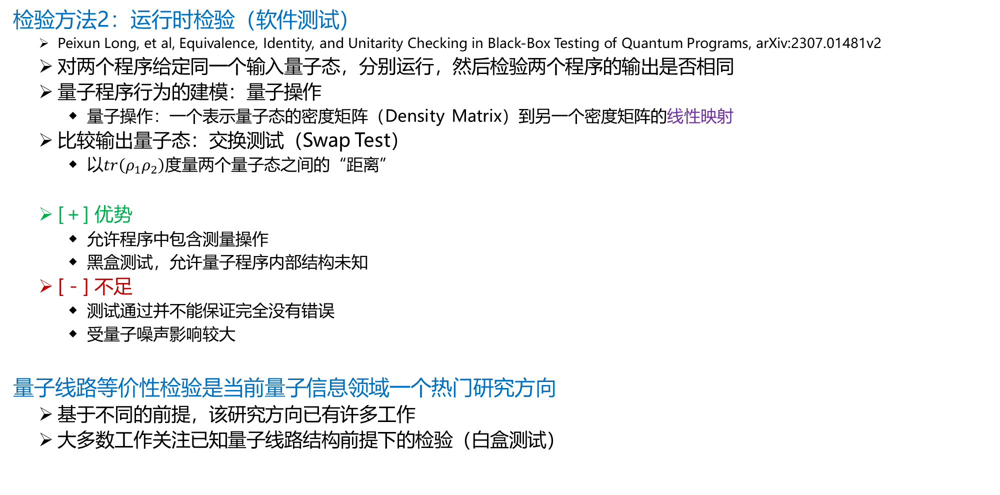 检验方法2：运行时检验（软件测试）
➢ Peixun Long, et al, Equivalence, Identity, and Unitarity Checking in Black-Box Testing of Quantum Programs, arXiv:2307.01481v2
➢ 对两个程序给定同一个输入量子态，分别运行，然后检验两个程序的输出是否相同
➢ 量子程序行为的建模：量子操作
◆ 量子操作：一个表示量子态的密度矩阵（Density Matrix）到另一个密度矩阵的线性映射
➢ 比较输出量子态：交换测试（Swap Test）
◆ 以tr(ρ₁ρ₂)度量两个量子态之间的“距离”
➢ [ + ] 优势
◆ 允许程序中包含测量操作
◆ 黑盒测试，允许量子程序内部结构未知
➢ [ - ] 不足
◆ 测试通过并不能保证完全没有错误
◆ 受量子噪声影响较大
量子线路等价性检验是当前量子信息领域一个热门研究方向
➢ 基于不同的前提，该研究方向已有许多工作
➢ 大多数工作关注已知量子线路结构前提下的检验（白盒测试）